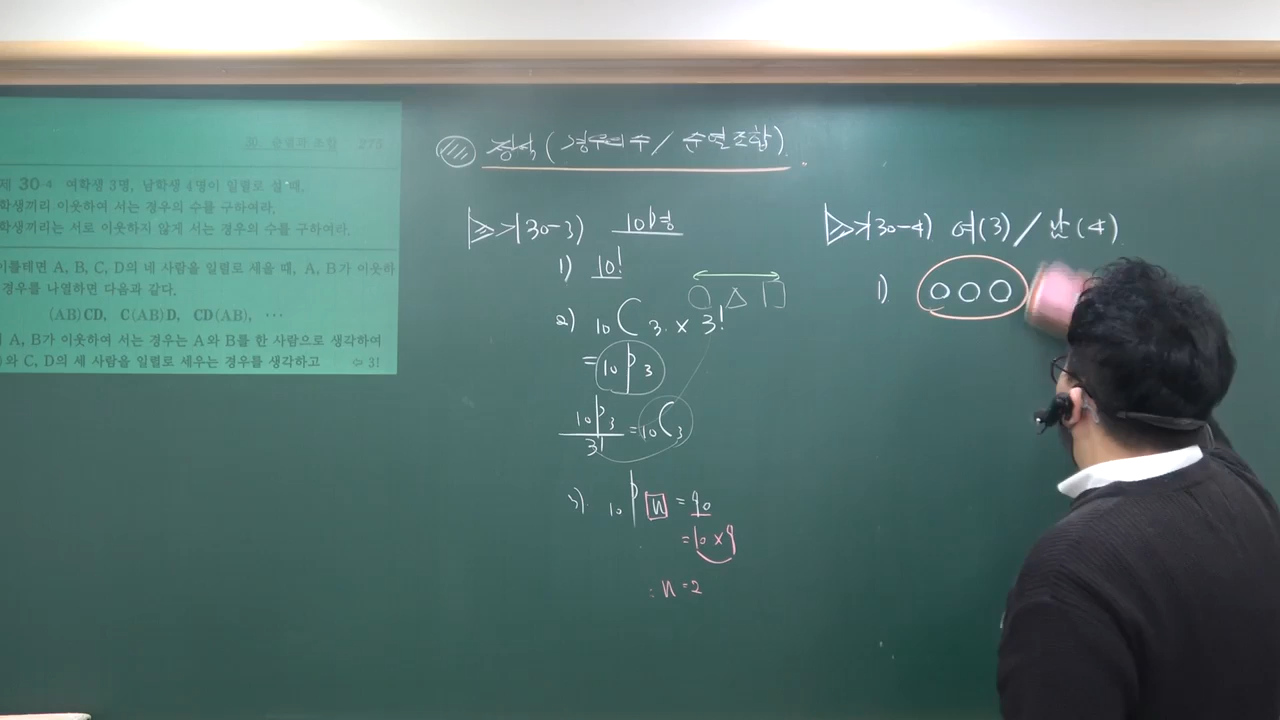 30. 순열과 조합 275
제 30-4 여학생 3명, 남학생 4명이 일렬로 설 때,
학생끼리 이웃하여 서는 경우의 수를 구하여라.
학생끼리는 서로 이웃하지 않게 서는 경우의 수를 구하여라.
이를테면 A, B, C, D의 네 사람을 일렬로 세울 때, A, B가 이웃하
경우를 나열하면 다음과 같다.
(AB)CD, C(AB)D, CD(AB), ⋯
A, B가 이웃하여 서는 경우는 A와 B를 한 사람으로 생각하여
와 C, D의 세 사람을 일렬로 세우는 경우를 생각하고 ⇦ 3!
정석 (경우의 수 / 순열조합)
30-3) 10명
1) 10!
2) 10C3 × 3!
= 10P3
10P3 / 3! = 10C3
3) 10Pn = 90
= 10 × 9
∴ n = 2
30-4) 여(3) / 남(4)
1) ○○○